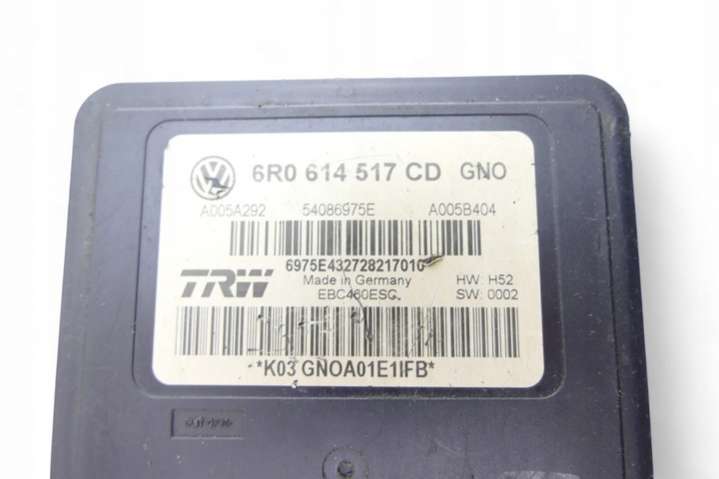 6R0 614 517 CD GNO
A005A292 54086975E A005B404
6975E432728217010
TRW Made in Germany HW: H52
EBC460ESC SW: 0002
*K03 GNOA01E1IFB*